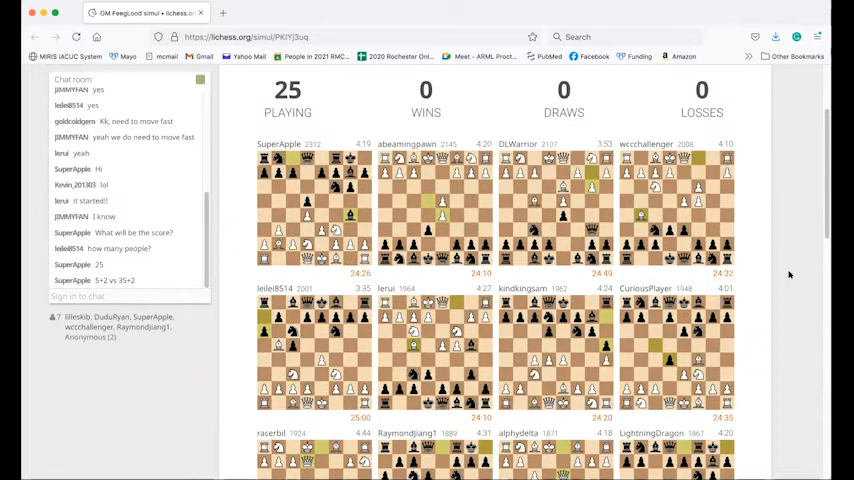 GM FeegLood simul • lichess.org
https://lichess.org/simul/PKIYJ3uq
Search
MIRIS IACUC System
Mayo
mcmail
Gmail
Yahoo Mail
People in 2021 RMC...
2020 Rochester Onl...
Meet – ARML Protect...
PubMed
Facebook
Funding
Amazon
Other Bookmarks
Chat room
JIMMYFAN yes
leilei8514 yes
goldcoldgem Kk, need to move fast
JIMMYFAN yeah we do need to move fast
lerui yeah
SuperApple Hi
Kevin_201303 lol
lerui it started!!
JIMMYFAN I know
SuperApple What will be the score?
leilei8514 how many people?
SuperApple 25
SuperApple 5+2 vs 35+2
Sign in to chat
7 lilleskib, DuduRyan, SuperApple,
wccchallenger, RaymondJiang1,
Anonymous (2)
25 0 0 0
PLAYING WINS DRAWS LOSSES
SuperApple 2312 4:19
abeamingpawn 2145 4:20
DLWarrior 2107 3:53
wccchallenger 2008 4:10
24:26 24:10 24:49 24:32
leilei8514 2001 3:35
lerui 1964 4:27
kindkingsam 1962 4:24
CuriousPlayer 1948 4:01
25:00 24:10 24:20 24:35
racerbil 1924 4:44
RaymondJiang1 1889 4:31
alphydelta 1871 4:18
LightningDragon 1867 4:20